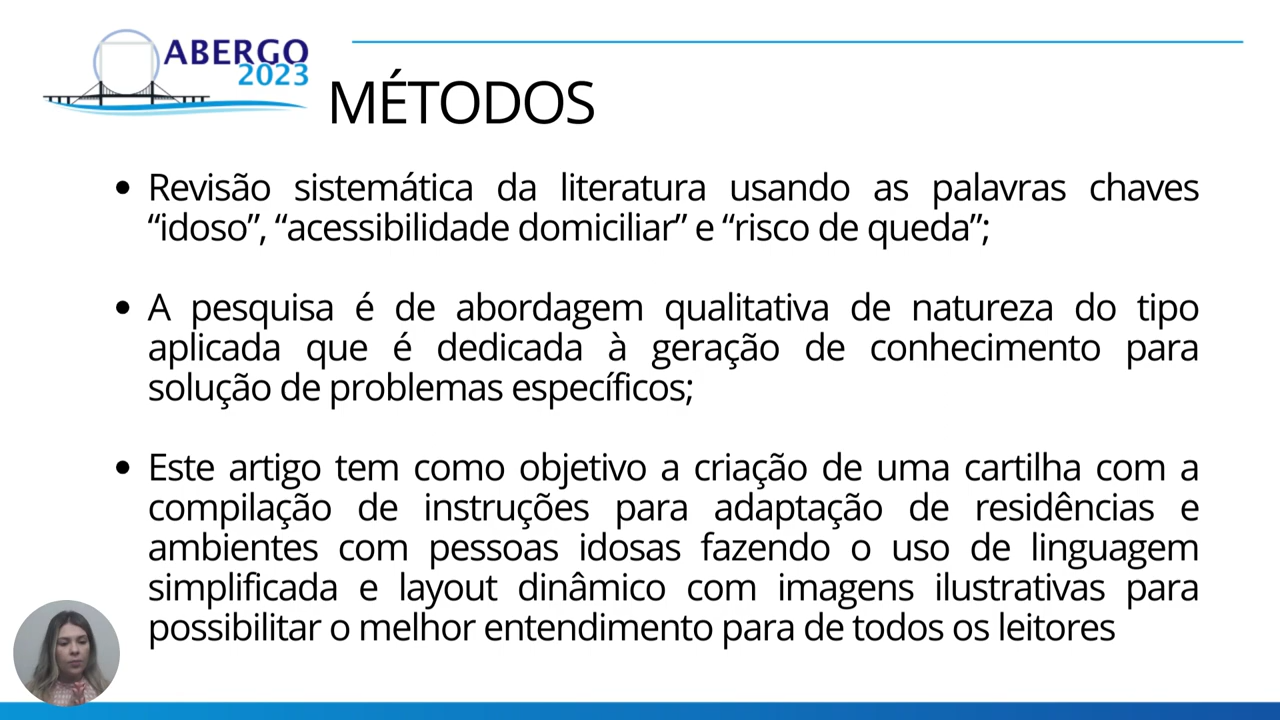 ABERGO
2023
MÉTODOS
• Revisão sistemática da literatura usando as palavras chaves
“idoso”, “acessibilidade domiciliar” e “risco de queda”;
• A pesquisa é de abordagem qualitativa de natureza do tipo
aplicada que é dedicada à geração de conhecimento para
solução de problemas específicos;
• Este artigo tem como objetivo a criação de uma cartilha com a
compilação de instruções para adaptação de residências e
ambientes com pessoas idosas fazendo o uso de linguagem
simplificada e layout dinâmico com imagens ilustrativas para
possibilitar o melhor entendimento para de todos os leitores